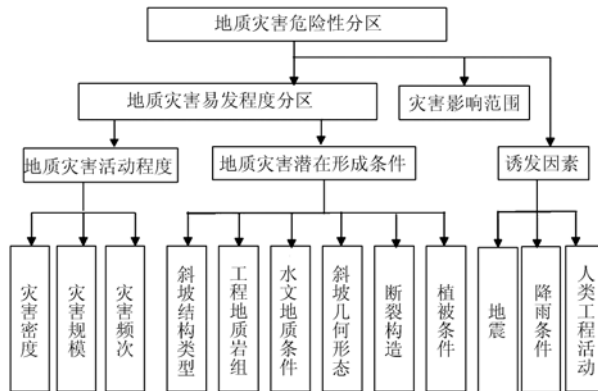 地质灾害危险性分区
地质灾害易发程度分区
灾害影响范围
地质灾害活动程度
地质灾害潜在形成条件
诱发因素
灾害密度
灾害规模
灾害频次
斜坡结构类型
工程地质岩组
水文地质条件
斜坡几何形态
断裂构造
植被条件
地震
降雨条件
人类工程活动